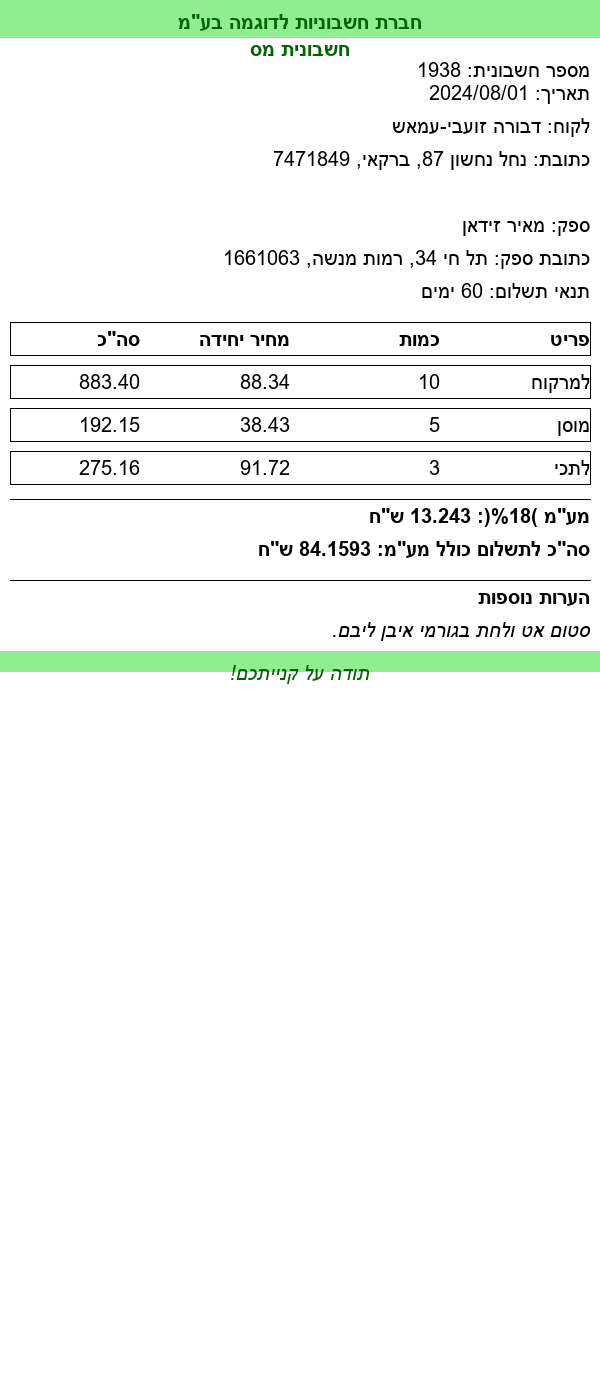 חברת חשבוניות לדוגמה בע"מ
חשבונית מס
מספר חשבונית: 1938
תאריך: 2024/08/01
לקוח: דבורה זועבי-עמאש
כתובת: נחל נחשון 87, ברקאי, 7471849
ספק: מאיר זידאן
כתובת ספק: תל חי 34, רמות מנשה, 1661063
תנאי תשלום: 60 ימים
פריט כמות מחיר יחידה סה"כ
למרקוח 10 88.34 883.40
מוסן 5 38.43 192.15
לתכי 3 91.72 275.16
מע"מ )18%(: 13.243 ש"ח
סה"כ לתשלום כולל מע"מ: 84.1593 ש"ח
הערות נוספות
סטום אט ולחת בגורמי איבן ליבם.
תודה על קנייתכם!